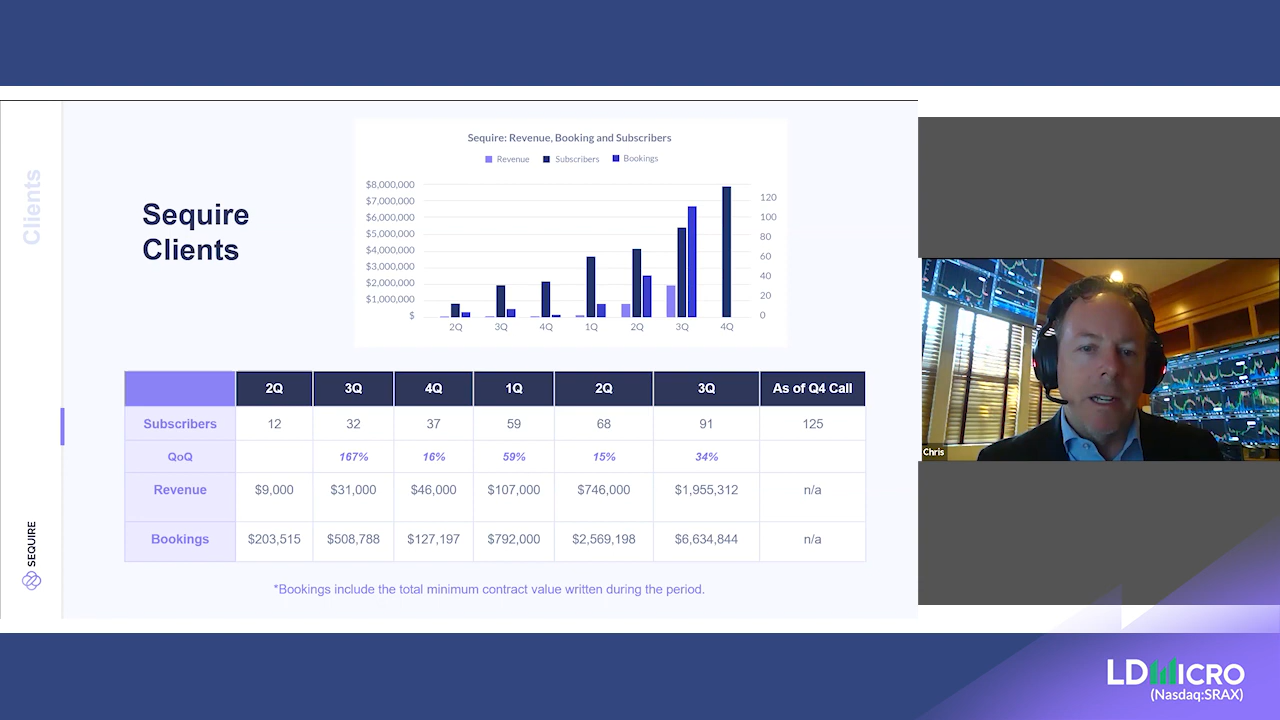 Clients
SEQUIRE
Sequire
Clients
Sequire: Revenue, Booking and Subscribers
Revenue Subscribers Bookings
$8,000,000
$7,000,000
$6,000,000
$5,000,000
$4,000,000
$3,000,000
$2,000,000
$1,000,000
$
120
100
80
60
40
20
0
2Q 3Q 4Q 1Q 2Q 3Q 4Q
2Q 3Q 4Q 1Q 2Q 3Q As of Q4 Call
Subscribers 12 32 37 59 68 91 125
QoQ 167% 16% 59% 15% 34%
Revenue $9,000 $31,000 $46,000 $107,000 $746,000 $1,955,312 n/a
Bookings $203,515 $508,788 $127,197 $792,000 $2,569,198 $6,634,844 n/a
*Bookings include the total minimum contract value written during the period.
Chris
LD MICRO
(Nasdaq:SRAX)